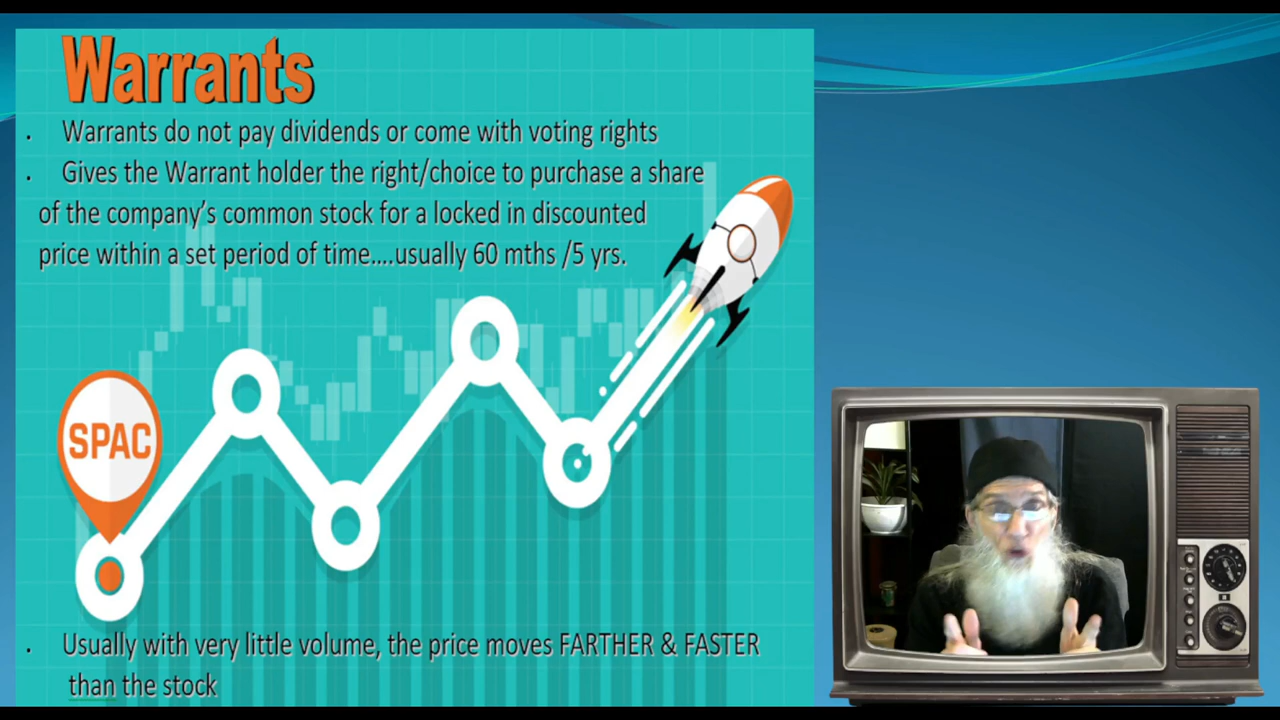 Warrants
. Warrants do not pay dividends or come with voting rights
. Gives the Warrant holder the right/choice to purchase a share
of the company’s common stock for a locked in discounted
price within a set period of time....usually 60 mths /5 yrs.
SPAC
. Usually with very little volume, the price moves FARTHER & FASTER
than the stock